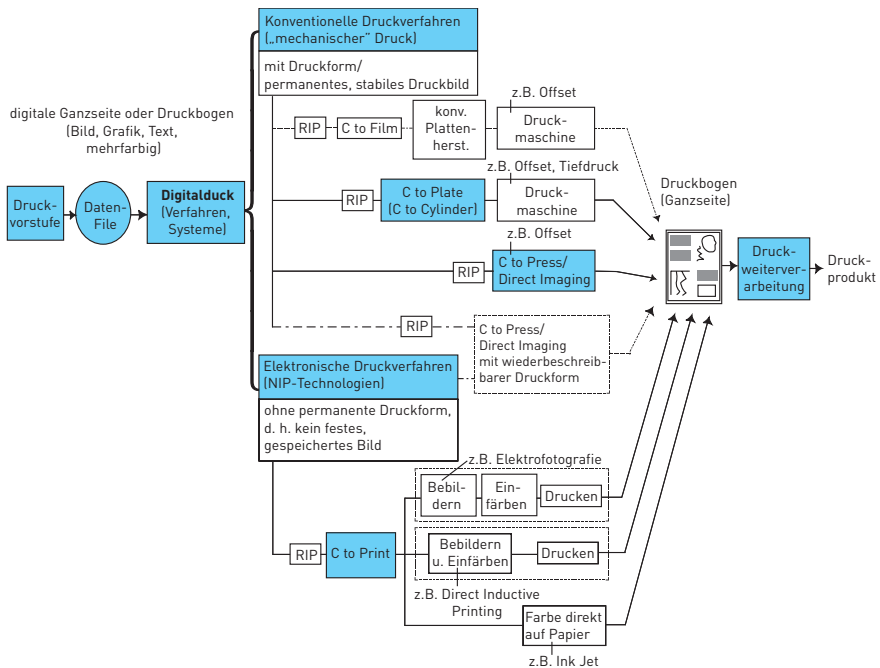 Konventionelle Druckverfahren
(„mechanischer“ Druck)
mit Druckform/
permanentes, stabiles Druckbild
digitale Ganzseite oder Druckbogen
(Bild, Grafik, Text,
mehrfarbig)
Druck-
vorstufe
Daten-
File
Digitalduck
(Verfahren,
Systeme)
RIP
C to Film
konv.
Platten-
herst.
z.B. Offset
Druck-
maschine
RIP
C to Plate
(C to Cylinder)
z.B. Offset, Tiefdruck
Druck-
maschine
RIP
z.B. Offset
C to Press/
Direct Imaging
RIP
C to Press/
Direct Imaging
mit wiederbeschreib-
barer Druckform
Druckbogen
(Ganzseite)
Druck-
weiterver-
arbeitung
Druck-
produkt
Elektronische Druckverfahren
(NIP-Technologien)
ohne permanente Druckform,
d. h. kein festes,
gespeichertes Bild
RIP
C to Print
z.B. Elektrofotografie
Bebil-
dern
Ein-
färben
Drucken
Bebildern
u. Einfärben
Drucken
z.B. Direct Inductive
Printing
Farbe direkt
auf Papier
z.B. Ink Jet